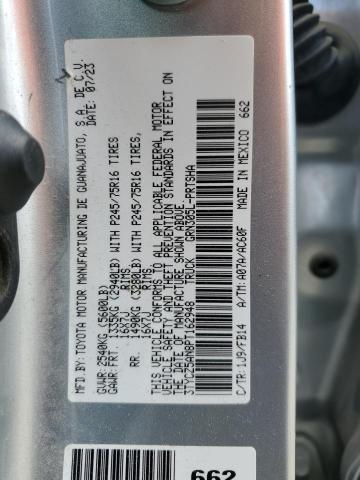 MFD. BY:
TOYOTA MOTOR MANUFACTURING DE GUANAJUATO, S.A. DE C.V.
DATE: 07/23
GVWR: 2540KG (5600LB)
GAWR: FRT. 1335KG (2940LB) WITH P245/75R16 TIRES
16X7J RIMS
RR. 1490KG (3280LB) WITH P245/75R16 TIRES
16X7J RIMS
THIS VEHICLE CONFORMS TO ALL APPLICABLE FEDERAL MOTOR
VEHICLE SAFETY AND THEFT PREVENTION STANDARDS IN EFFECT ON
THE DATE OF MANUFACTURE SHOWN ABOVE.
3TYCZ5AN8PT162948 TRUCK GRN305L-PRTSHA
C/TR: 1J9/FB14 A/TM: A07A/AC60F MADE IN MEXICO 662
662